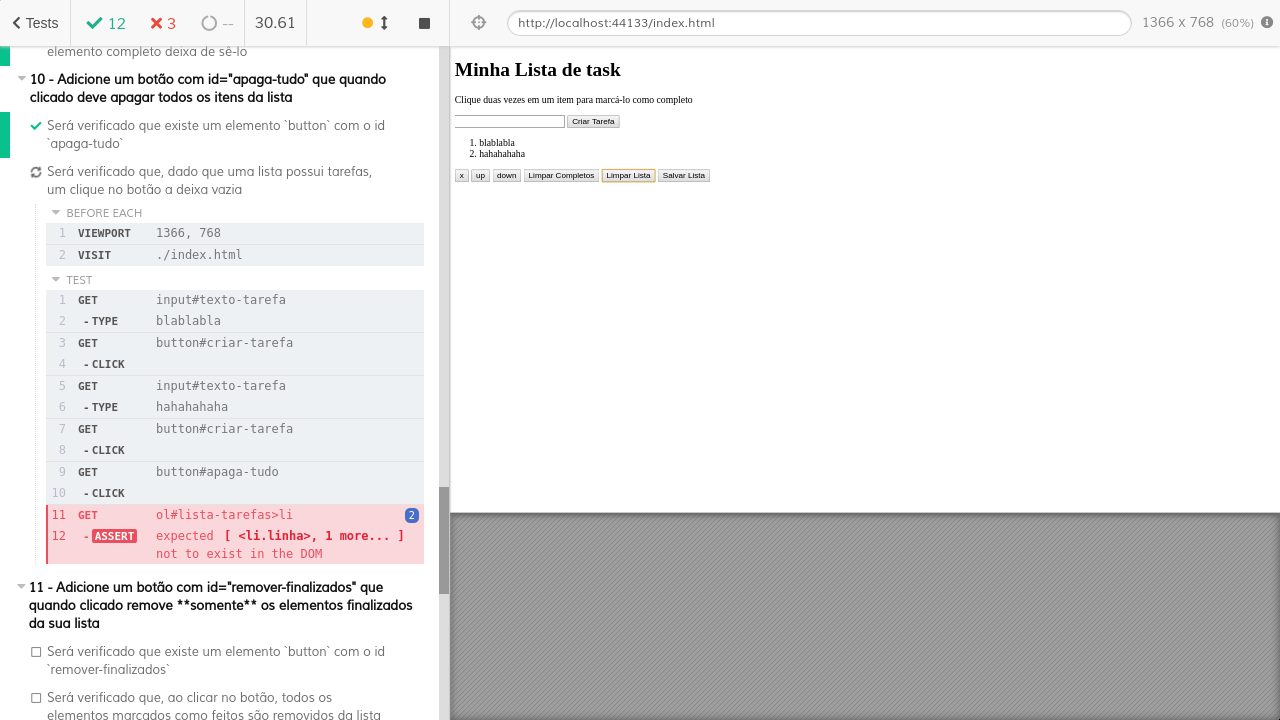 Tests 12 3 -- 30.61 http://localhost:44133/index.html 1366 x 768 (60%)
elemento completo deixa de sê-lo
10 - Adicione um botão com id="apaga-tudo" que quando
clicado deve apagar todos os itens da lista
Será verificado que existe um elemento `button` com o id
`apaga-tudo`
Será verificado que, dado que uma lista possui tarefas,
um clique no botão a deixa vazia
BEFORE EACH
1 VIEWPORT 1366, 768
2 VISIT ./index.html
TEST
1 GET input#texto-tarefa
2 - TYPE blablabla
3 GET button#criar-tarefa
4 - CLICK
5 GET input#texto-tarefa
6 - TYPE hahahahaha
7 GET button#criar-tarefa
8 - CLICK
9 GET button#apaga-tudo
10 - CLICK
11 GET ol#lista-tarefas>li 2
12 - ASSERT expected [ <li.linha>, 1 more... ]
not to exist in the DOM
11 - Adicione um botão com id="remover-finalizados" que
quando clicado remove **somente** os elementos finalizados
da sua lista
Será verificado que existe um elemento `button` com o id
`remover-finalizados`
Será verificado que, ao clicar no botão, todos os
elementos marcados como feitos são removidos da lista
Minha Lista de task
Clique duas vezes em um item para marcá-lo como completo
Criar Tarefa
1. blablabla
2. hahahahaha
x up down Limpar Completos Limpar Lista Salvar Lista